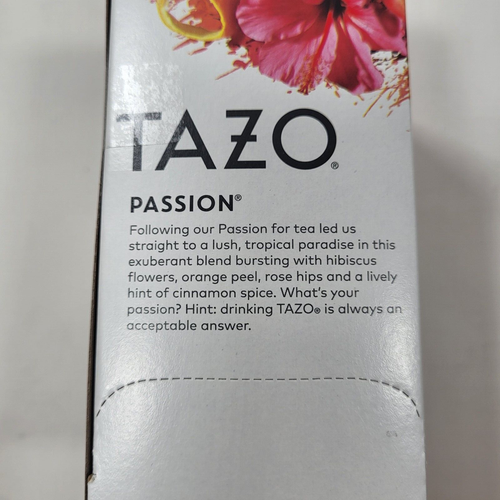 TAZO®
PASSION®
Following our Passion for tea led us
straight to a lush, tropical paradise in this
exuberant blend bursting with hibiscus
flowers, orange peel, rose hips and a lively
hint of cinnamon spice. What's your
passion? Hint: drinking TAZO® is always an
acceptable answer.